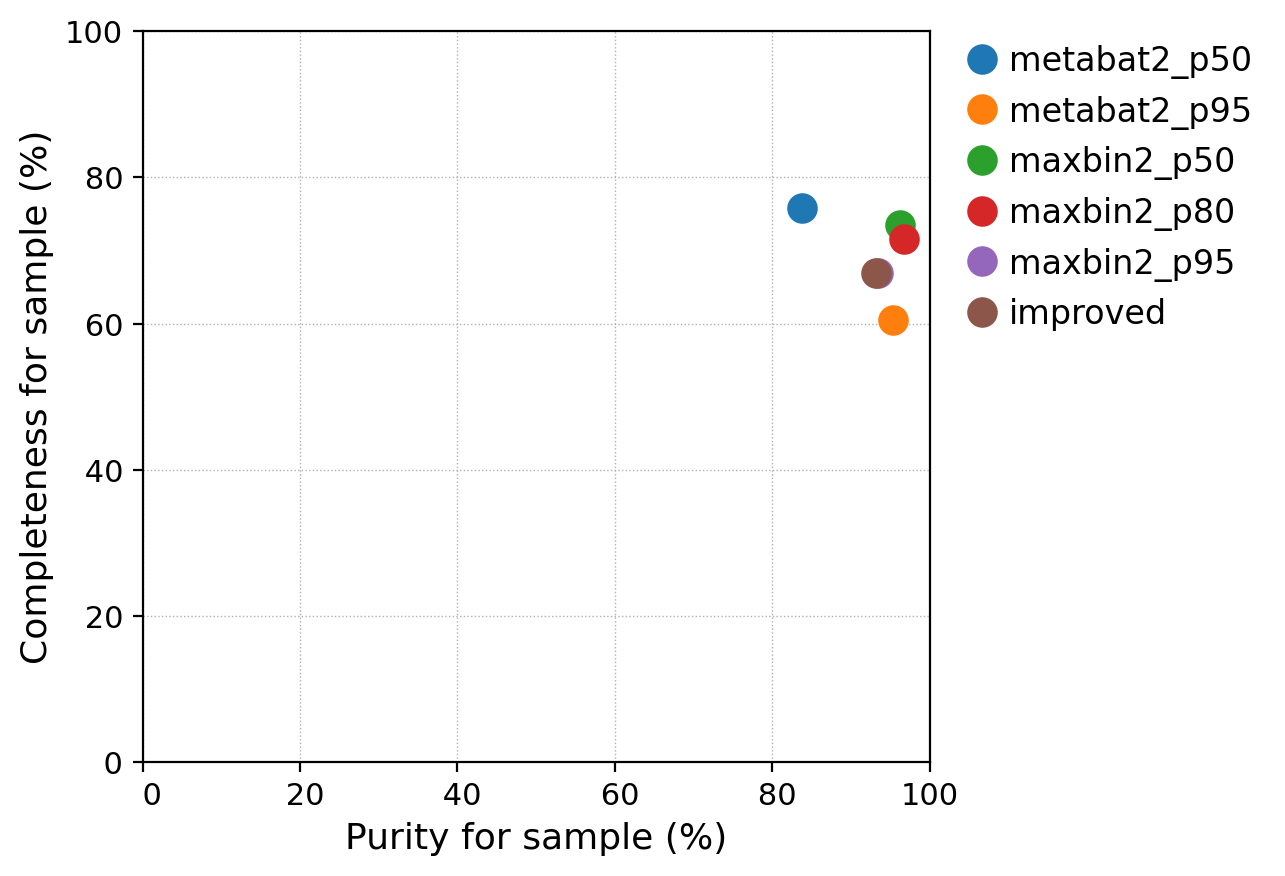 100
80
60
40
20
0
Completeness for sample (%)
0 20 40 60 80 100
Purity for sample (%)
metabat2_p50
metabat2_p95
maxbin2_p50
maxbin2_p80
maxbin2_p95
improved